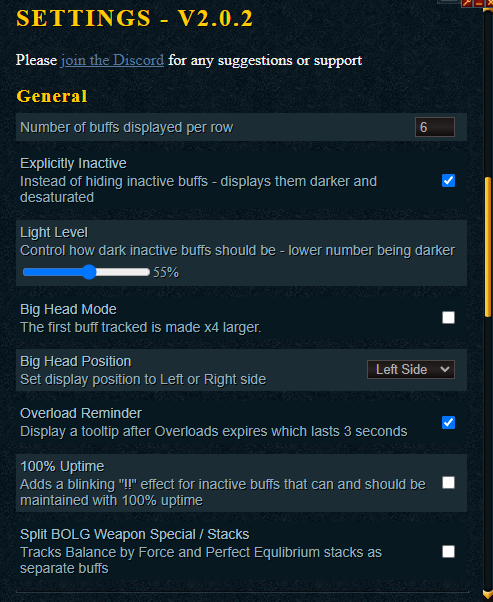 SETTINGS - V2.0.2
Please join the Discord for any suggestions or support
General
Number of buffs displayed per row
6
Explicitly Inactive
Instead of hiding inactive buffs - displays them darker and
desaturated
Light Level
Control how dark inactive buffs should be - lower number being darker
55%
Big Head Mode
The first buff tracked is made x4 larger.
Big Head Position
Set display position to Left or Right side
Left Side
Overload Reminder
Display a tooltip after Overloads expires which lasts 3 seconds
100% Uptime
Adds a blinking "!!" effect for inactive buffs that can and should be
maintained with 100% uptime
Split BOLG Weapon Special / Stacks
Tracks Balance by Force and Perfect Equlibrium stacks as
separate buffs